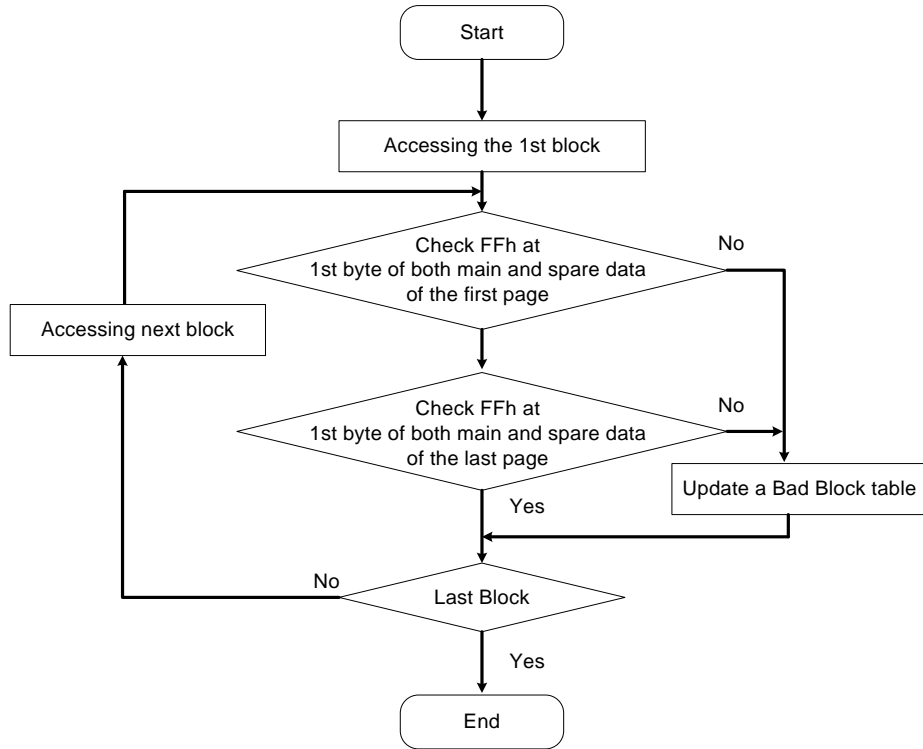 Start
Accessing the 1st block
Check FFh at
1st byte of both main and spare data
of the first page
No
Accessing next block
Check FFh at
1st byte of both main and spare data
of the last page
No
Update a Bad Block table
Yes
No
Last Block
Yes
End